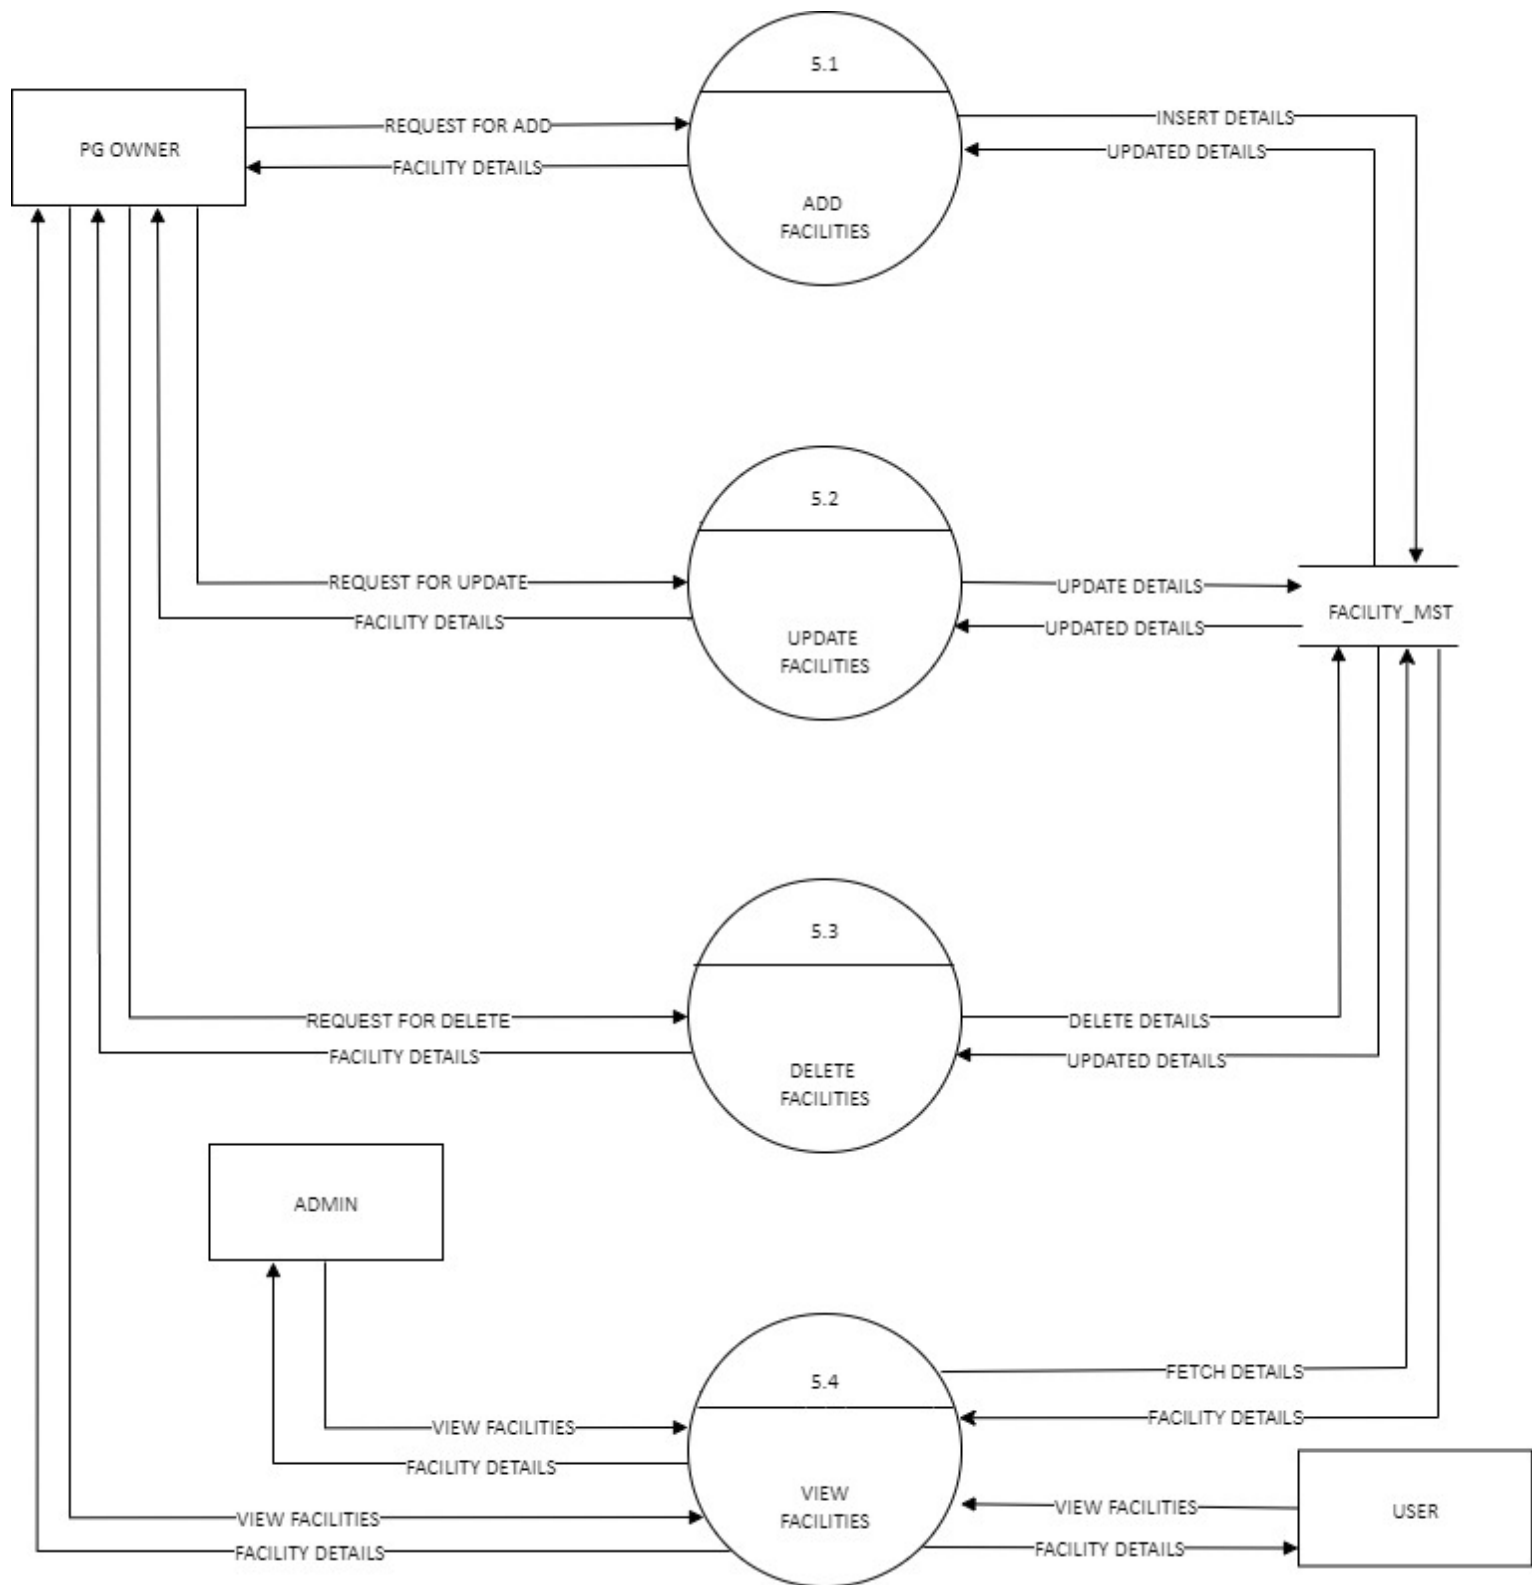 5.1
PG OWNER
REQUEST FOR ADD
INSERT DETAILS
FACILITY DETAILS
UPDATED DETAILS
ADD
FACILITIES
5.2
REQUEST FOR UPDATE
UPDATE DETAILS
FACILITY_MST
FACILITY DETAILS
UPDATED DETAILS
UPDATE
FACILITIES
5.3
REQUEST FOR DELETE
DELETE DETAILS
FACILITY DETAILS
UPDATED DETAILS
DELETE
FACILITIES
ADMIN
5.4
FETCH DETAILS
VIEW FACILITIES
FACILITY DETAILS
FACILITY DETAILS
VIEW
FACILITIES
VIEW FACILITIES
USER
VIEW FACILITIES
FACILITY DETAILS
FACILITY DETAILS